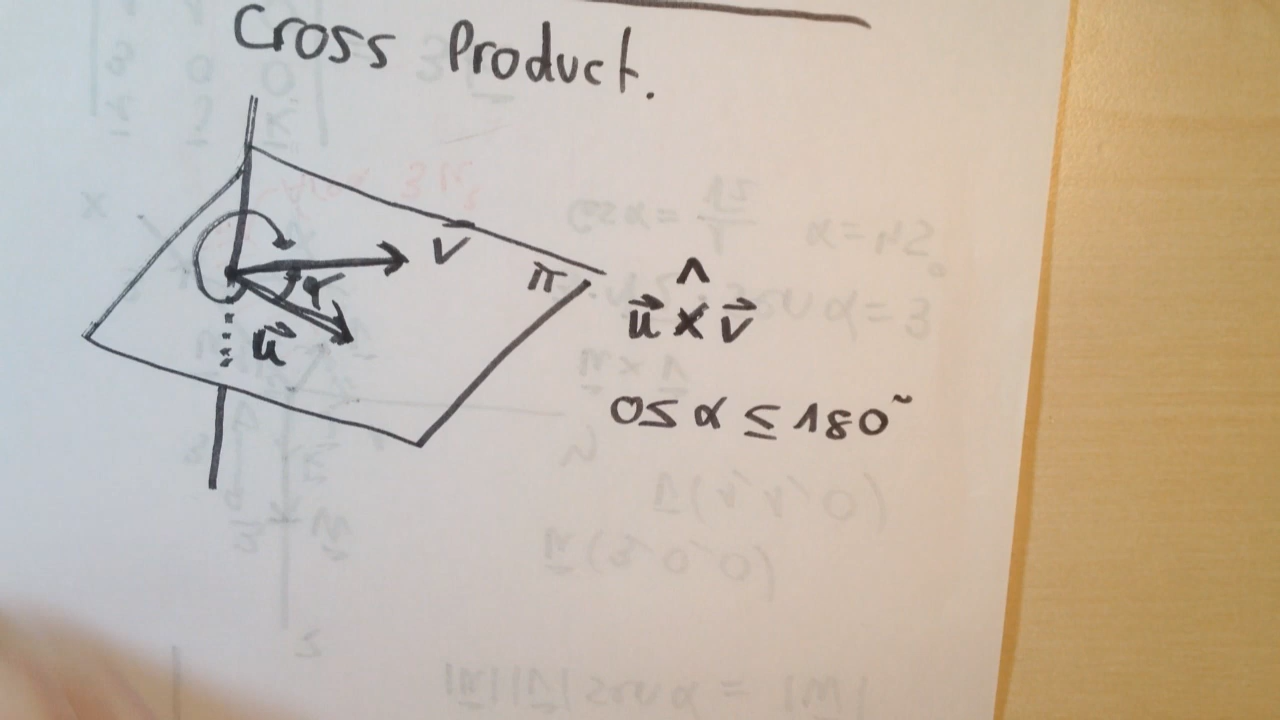 Cross Product.
v
π
α
u⃗
^
u⃗ × v⃗
0 ≤ α ≤ 180°